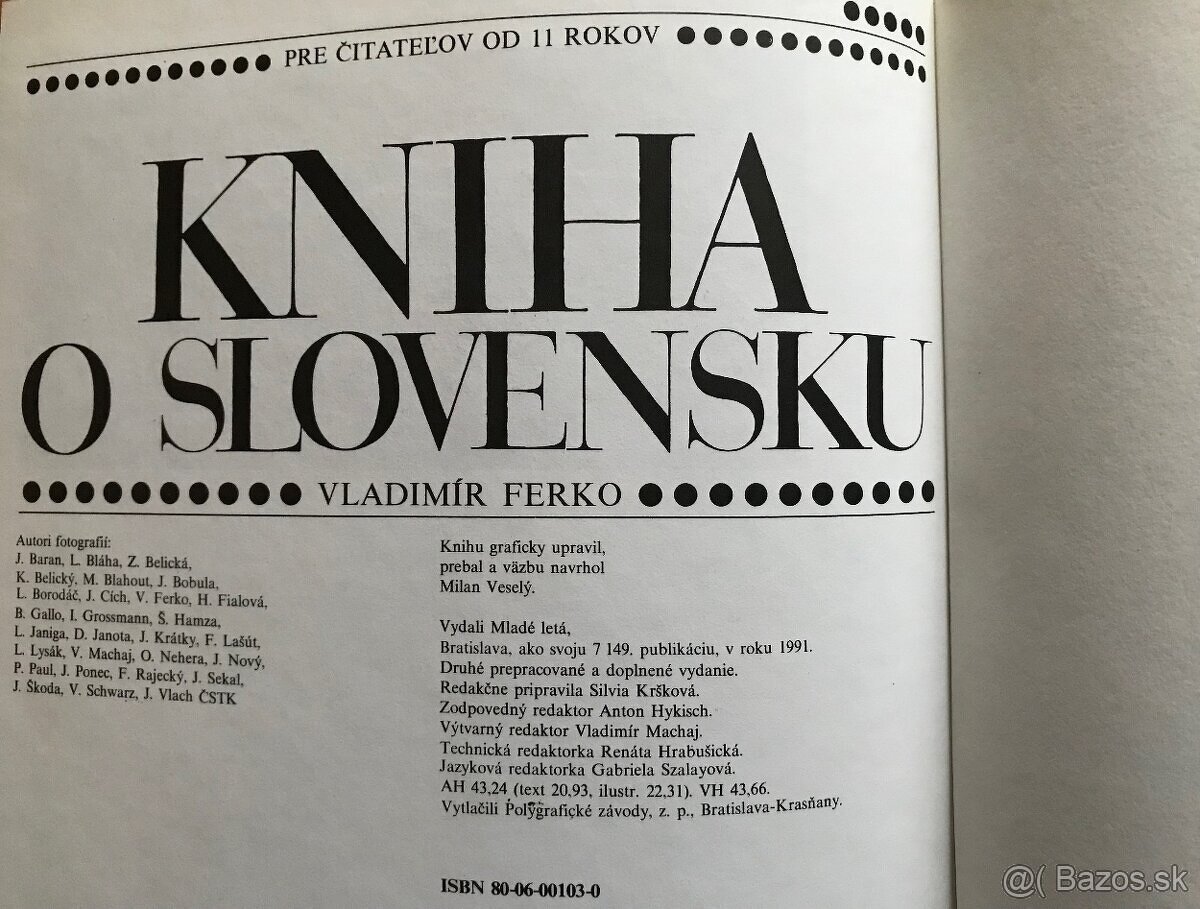 PRE ČITATEĽOV OD 11 ROKOV
KNIHA
O SLOVENSKU
VLADIMÍR FERKO
Autori fotografií:
J. Baran, L. Bláha, Z. Belická,
K. Belický, M. Blahout, J. Bobula,
L. Borodáč, J. Cích, V. Ferko, H. Fialová,
B. Gallo, I. Grossmann, Š. Hamza,
L. Janiga, D. Janota, J. Krátky, F. Lašút,
L. Lysák, V. Machaj, O. Nehera, J. Nový,
P. Paul, J. Ponec, F. Rajecký, J. Sekal,
J. Škoda, V. Schwarz, J. Vlach ČSTK
Knihu graficky upravil,
prebal a väzbu navrhol
Milan Veselý.
Vydali Mladé letá,
Bratislava, ako svoju 7 149. publikáciu, v roku 1991.
Druhé prepracované a doplnené vydanie.
Redakčne pripravila Silvia Kršková.
Zodpovedný redaktor Anton Hykisch.
Výtvarný redaktor Vladimír Machaj.
Technická redaktorka Renáta Hrabušická.
Jazyková redaktorka Gabriela Szalayová.
AH 43,24 (text 20,93, ilustr. 22,31). VH 43,66.
Vytlačili Polygrafické závody, z. p., Bratislava-Krasňany.
ISBN 80-06-00103-0
@( Bazos.sk